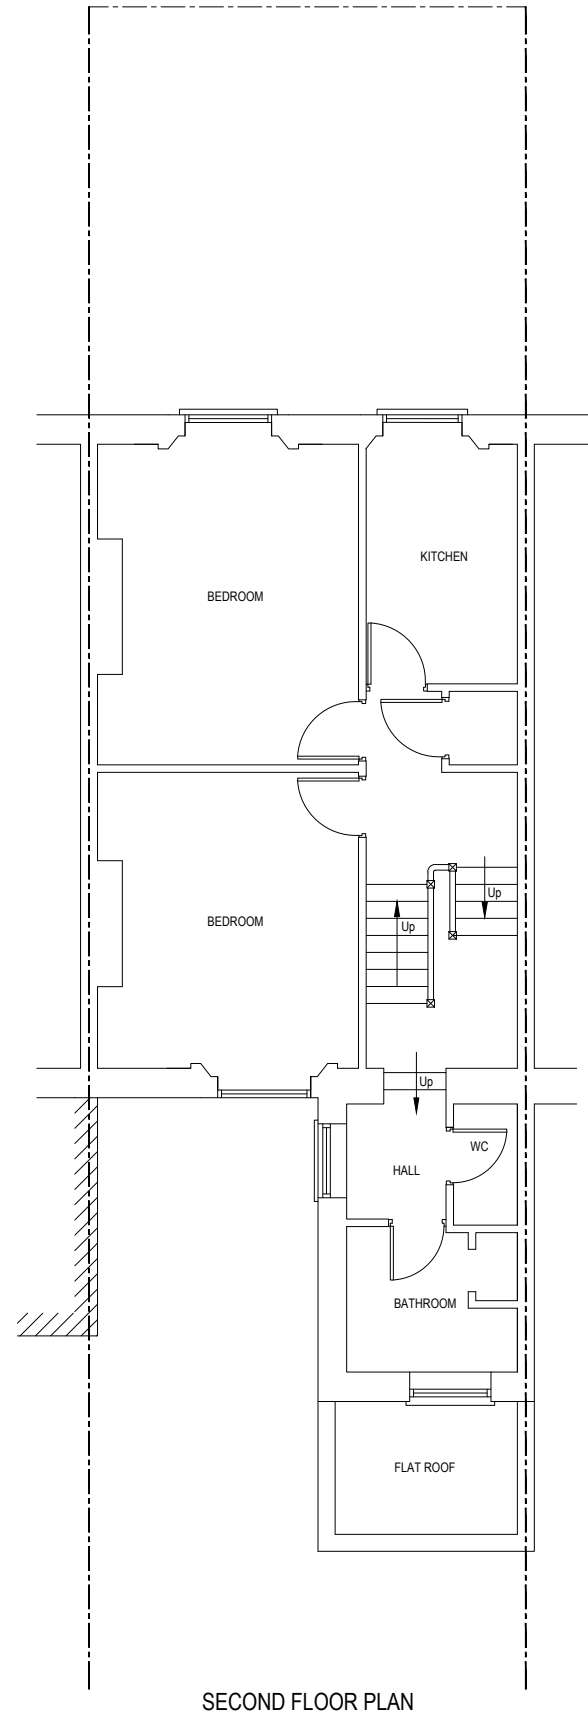 KITCHEN
BEDROOM
Up
BEDROOM
Up
Up
WC
HALL
BATHROOM
FLAT ROOF
SECOND FLOOR PLAN